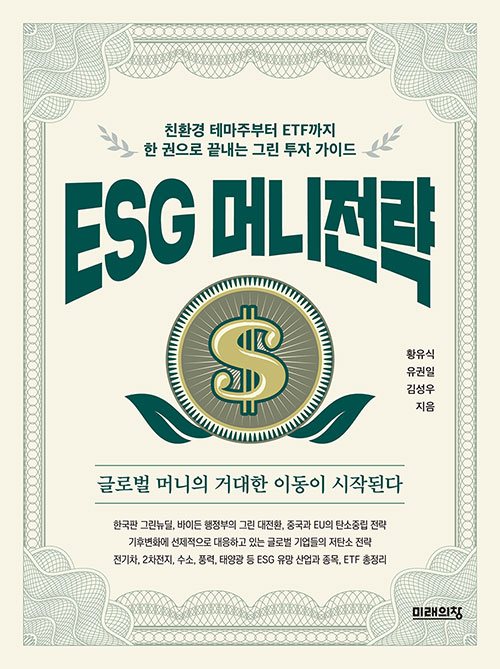 친환경 테마주부터 ETF까지
한 권으로 끝내는 그린 투자 가이드
ESG 머니전략
$
황유식
유권일
김성우
지음
글로벌 머니의 거대한 이동이 시작된다
한국판 그린뉴딜, 바이든 행정부의 그린 대전환, 중국과 EU의 탄소중립 전략
기후변화에 선제적으로 대응하고 있는 글로벌 기업들의 저탄소 전략
전기차, 2차전지, 수소, 풍력, 태양광 등 ESG 유망 산업과 종목, ETF 총정리
미래의창